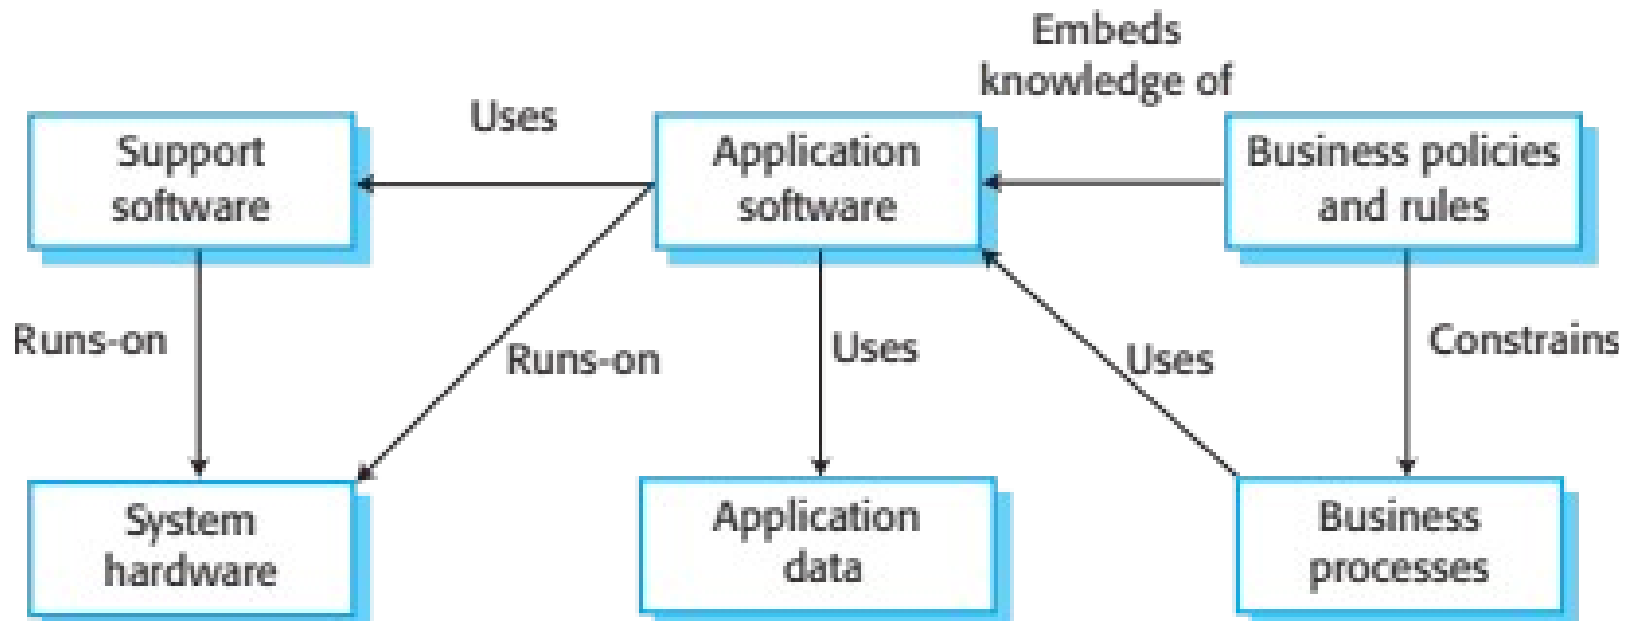 Embeds
knowledge of
Uses
Support
software
Application
software
Business policies
and rules
Runs-on
Runs-on
Uses
Uses
Constrains
System
hardware
Application
data
Business
processes